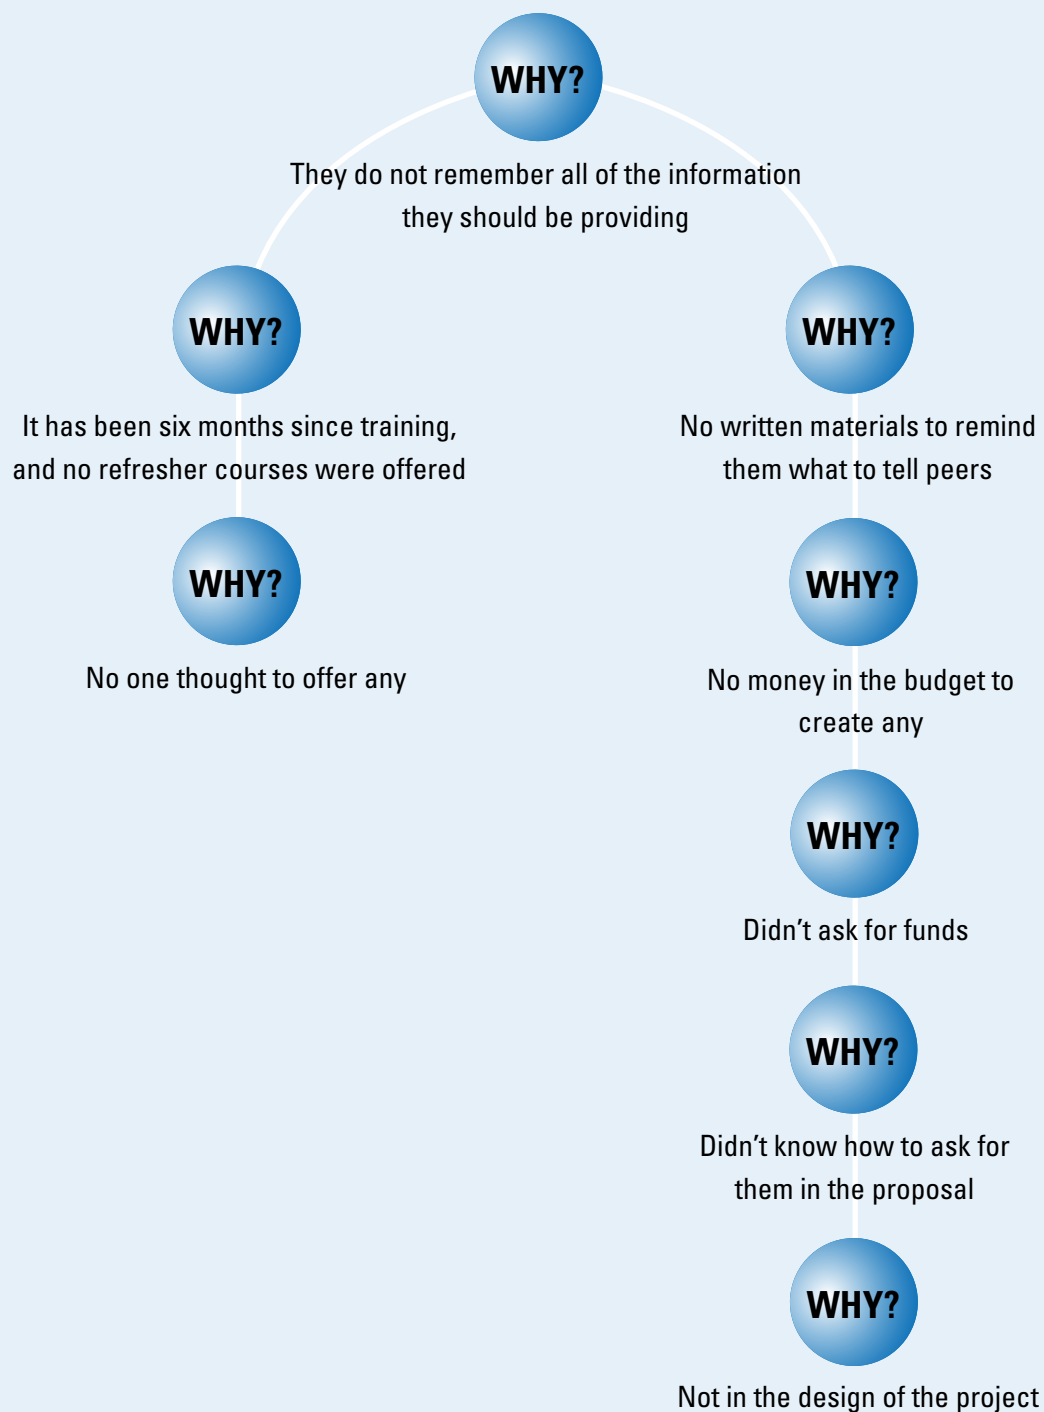 WHY?
They do not remember all of the information
they should be providing
WHY?
It has been six months since training,
and no refresher courses were offered
WHY?
No one thought to offer any
WHY?
No written materials to remind
them what to tell peers
WHY?
No money in the budget to
create any
WHY?
Didn’t ask for funds
WHY?
Didn’t know how to ask for
them in the proposal
WHY?
Not in the design of the project